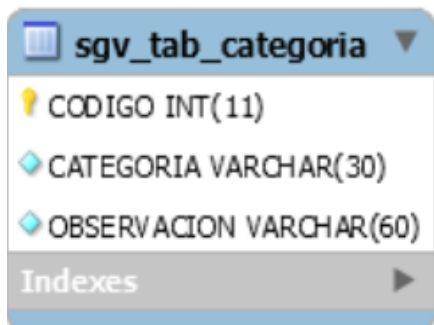 sgv_tab_categoria
CODIGO INT(11)
CATEGORIA VARCHAR(30)
OBSERVACION VARCHAR(60)
Indexes